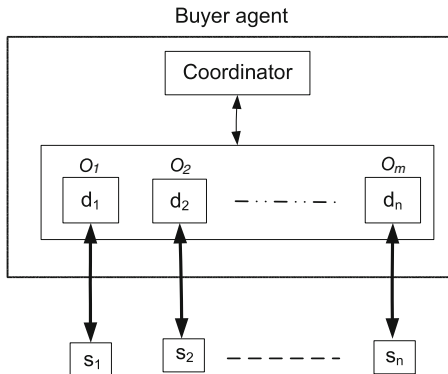 Buyer agent
Coordinator
O1 O2 Om
d1 d2 dn
s1 s2 sn